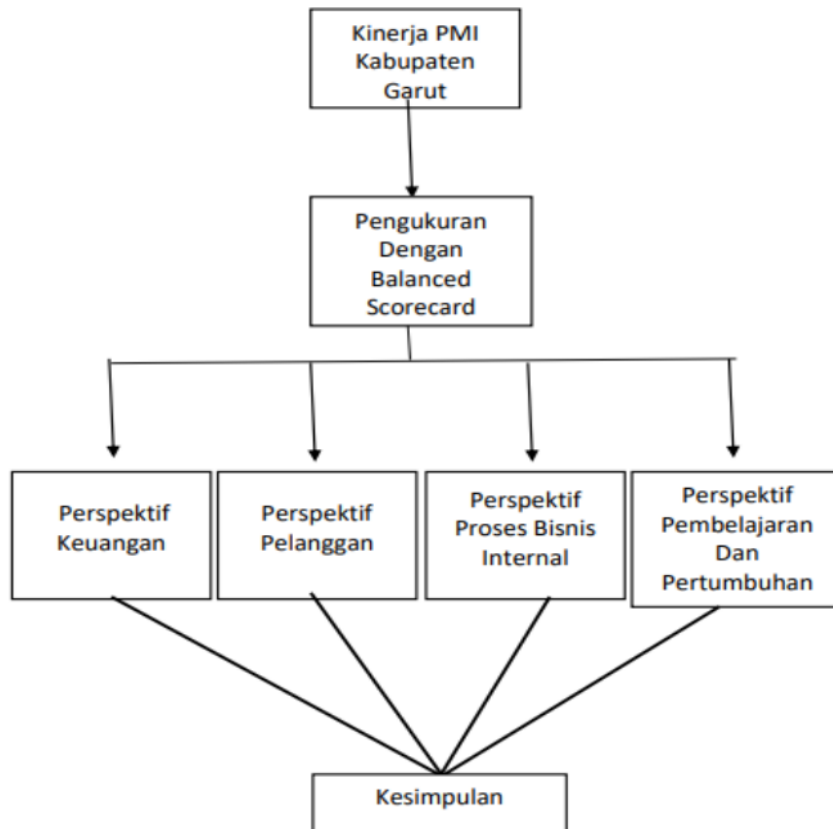 Kinerja PMI
Kabupaten
Garut
Pengukuran
Dengan
Balanced
Scorecard
Perspektif
Keuangan
Perspektif
Pelanggan
Perspektif
Proses Bisnis
Internal
Perspektif
Pembelajaran
Dan
Pertumbuhan
Kesimpulan